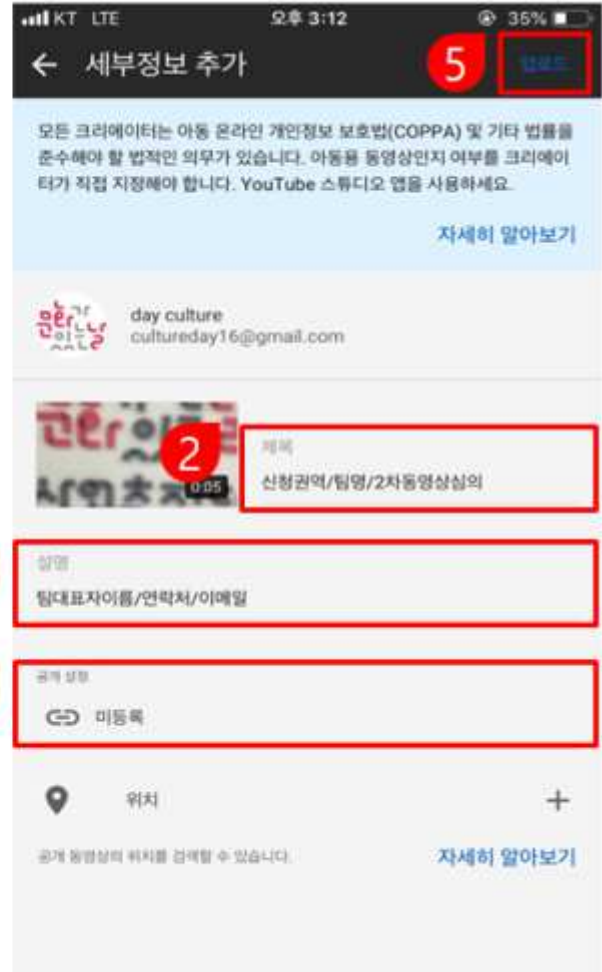 KT LTE 오후 3:12 35%
세부정보 추가 5 업로드
모든 크리에이터는 아동 온라인 개인정보 보호법(COPPA) 및 기타 법률을
준수해야 할 법적인 의무가 있습니다. 아동용 동영상인지 여부를 크리에이
터가 직접 지정해야 합니다. YouTube 스튜디오 앱을 사용하세요.
자세히 알아보기
문화가
있는날
day culture
cultureday16@gmail.com
2
0:05
제목
신청권역/팀명/2차동영상심의
설명
팀대표자이름/연락처/이메일
공개 설정
미등록
위치
공개 동영상의 위치를 검색할 수 있습니다.
자세히 알아보기